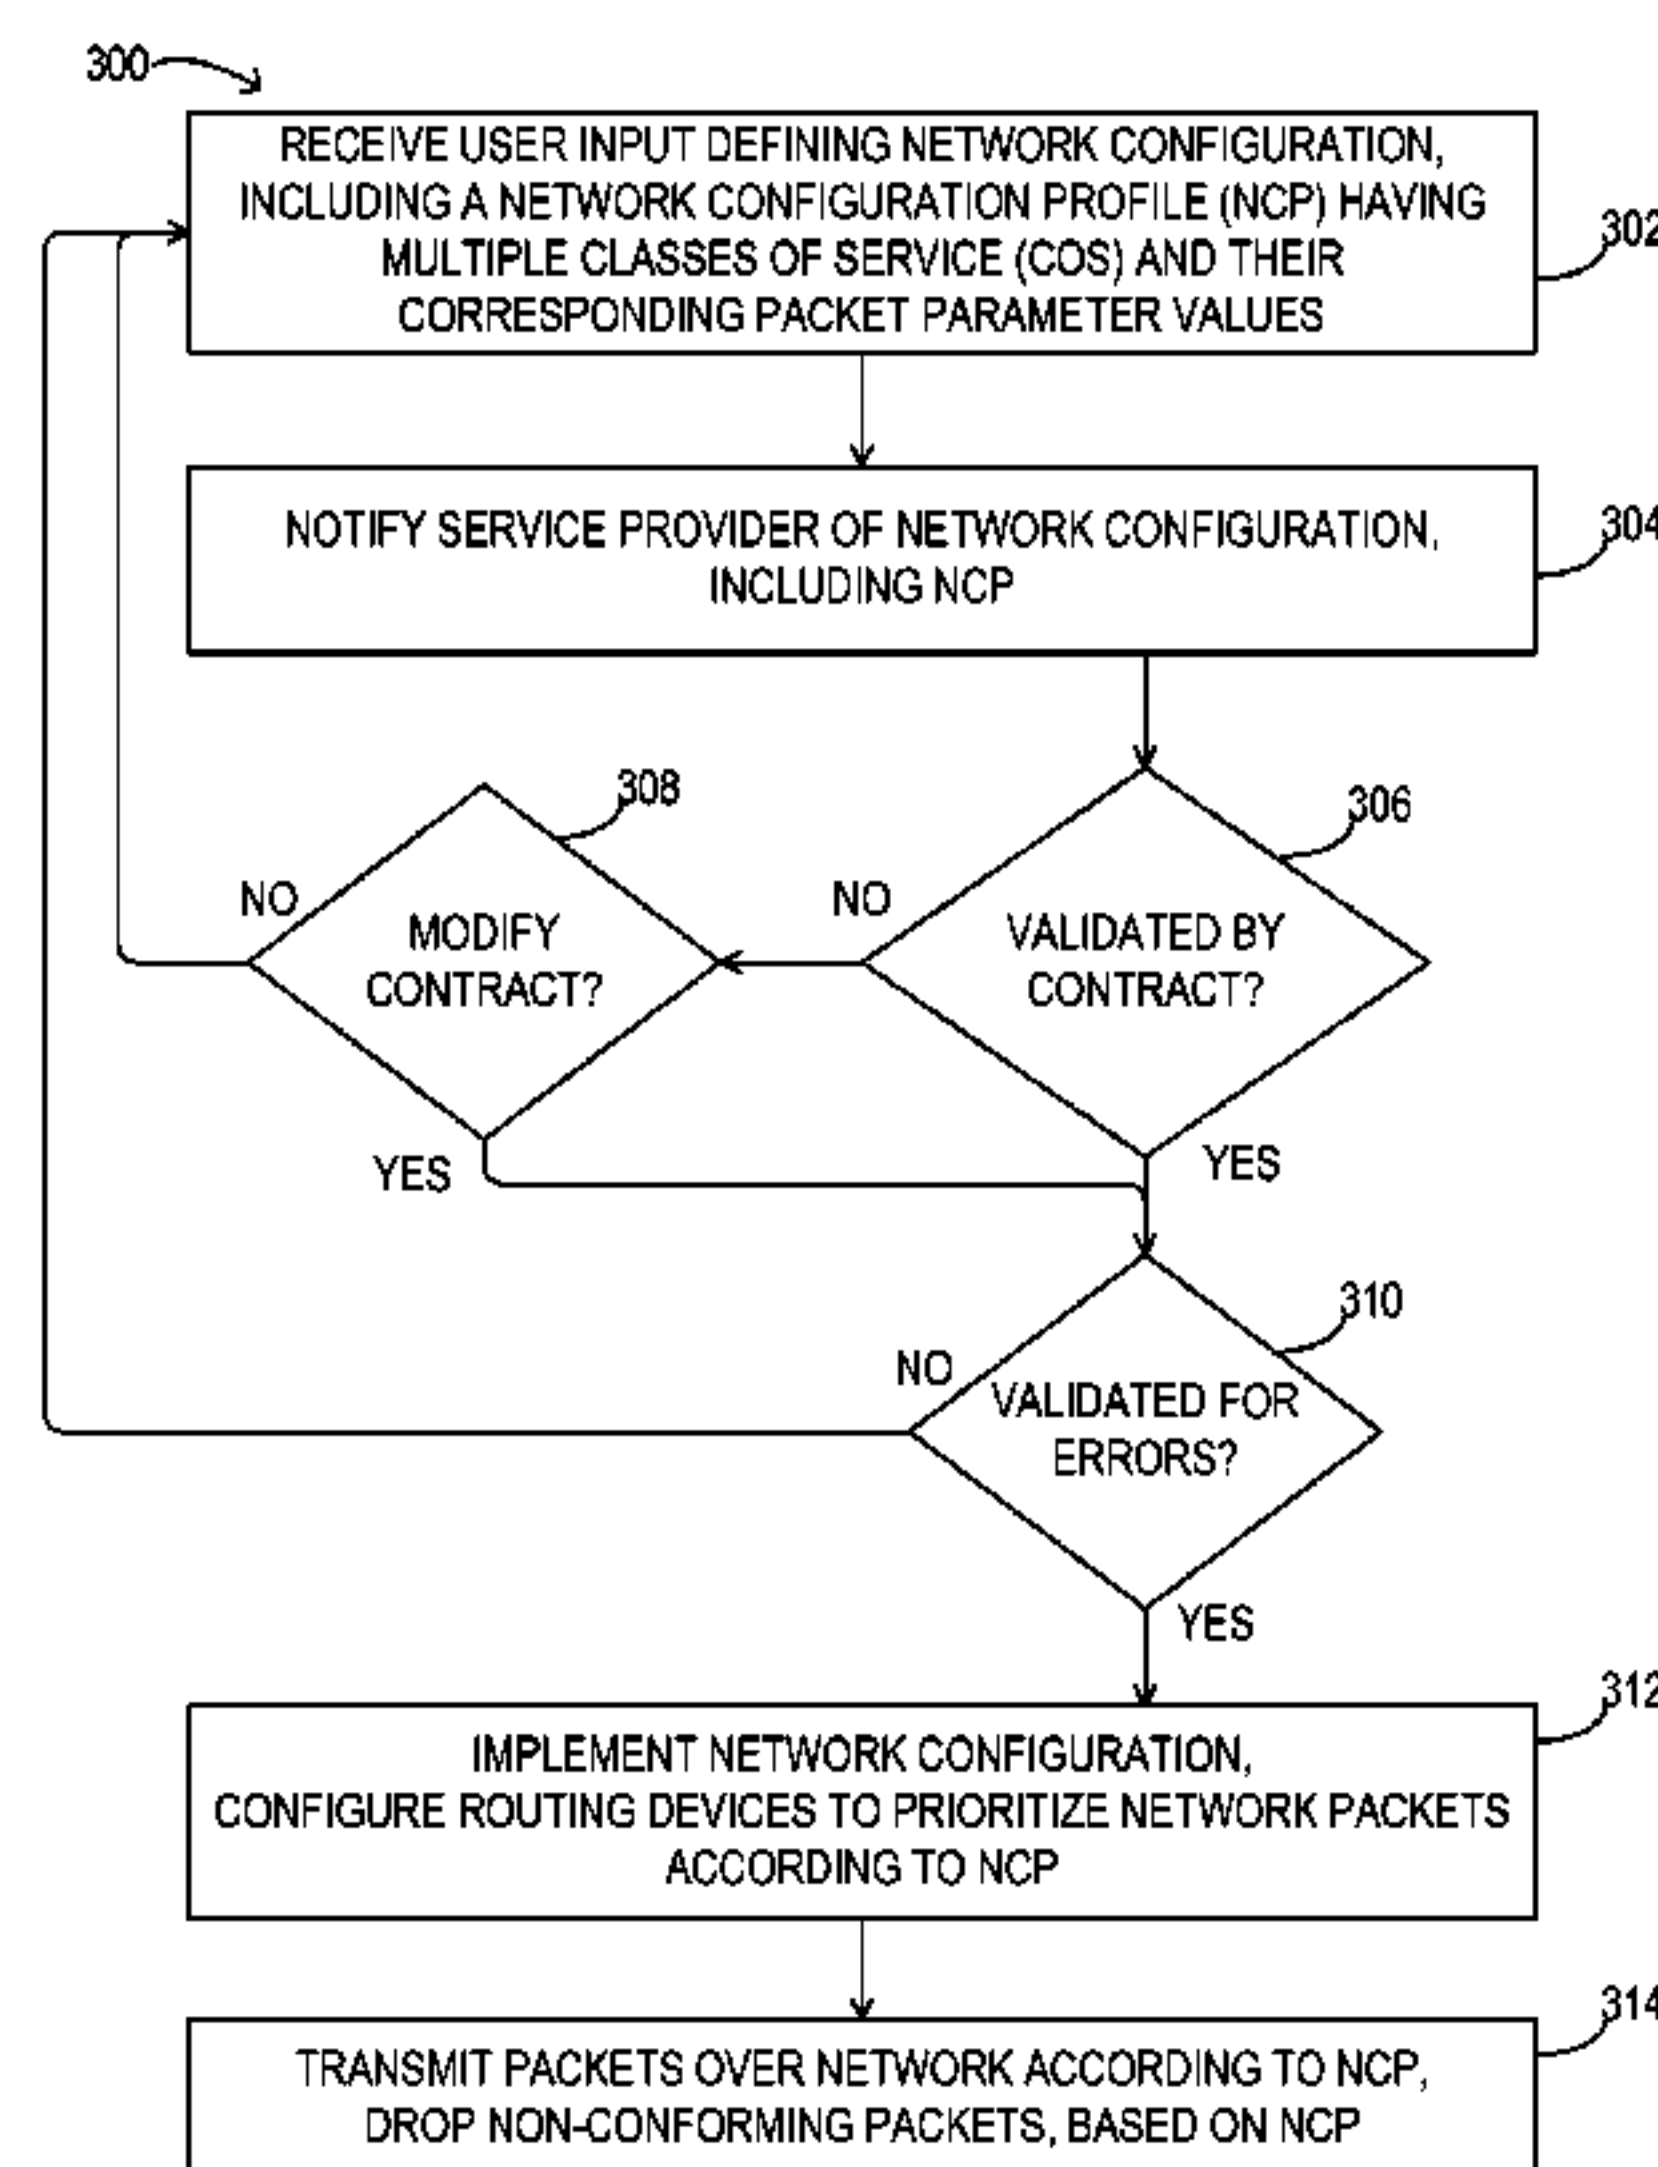 300
RECEIVE USER INPUT DEFINING NETWORK CONFIGURATION,
INCLUDING A NETWORK CONFIGURATION PROFILE (NCP) HAVING
MULTIPLE CLASSES OF SERVICE (COS) AND THEIR
CORRESPONDING PACKET PARAMETER VALUES
302
NOTIFY SERVICE PROVIDER OF NETWORK CONFIGURATION,
INCLUDING NCP
304
308
306
NO
MODIFY
CONTRACT?
NO
VALIDATED BY
CONTRACT?
YES
YES
310
NO
VALIDATED FOR
ERRORS?
YES
312
IMPLEMENT NETWORK CONFIGURATION,
CONFIGURE ROUTING DEVICES TO PRIORITIZE NETWORK PACKETS
ACCORDING TO NCP
314
TRANSMIT PACKETS OVER NETWORK ACCORDING TO NCP,
DROP NON-CONFORMING PACKETS, BASED ON NCP